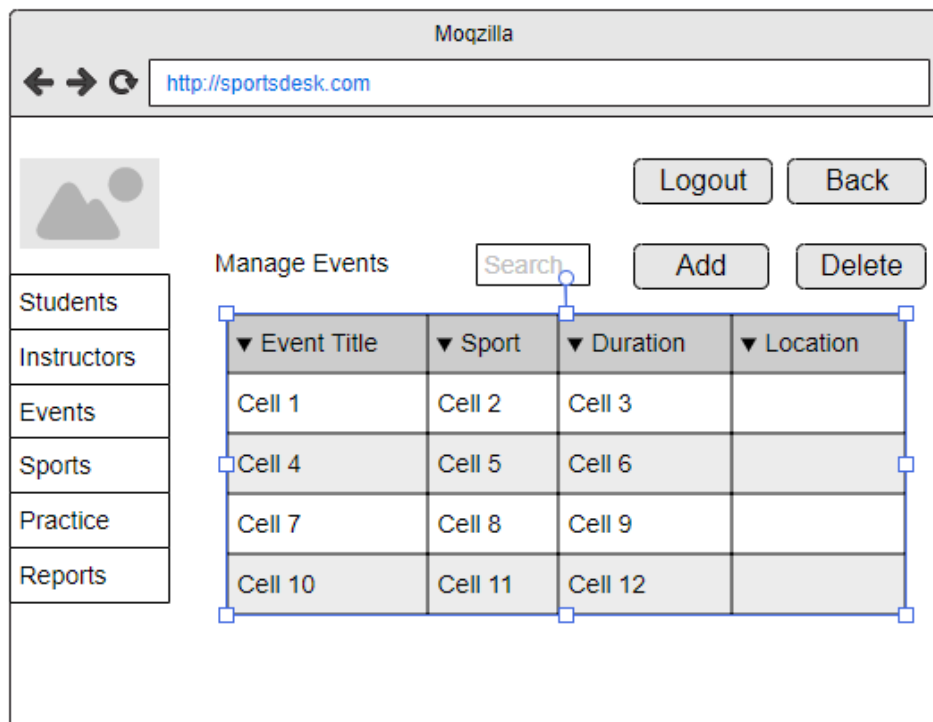 Moqzilla
http://sportsdesk.com
Logout Back
Manage Events Search Add Delete
Students
Instructors
Events
Sports
Practice
Reports
▼ Event Title ▼ Sport ▼ Duration ▼ Location
Cell 1 Cell 2 Cell 3
Cell 4 Cell 5 Cell 6
Cell 7 Cell 8 Cell 9
Cell 10 Cell 11 Cell 12